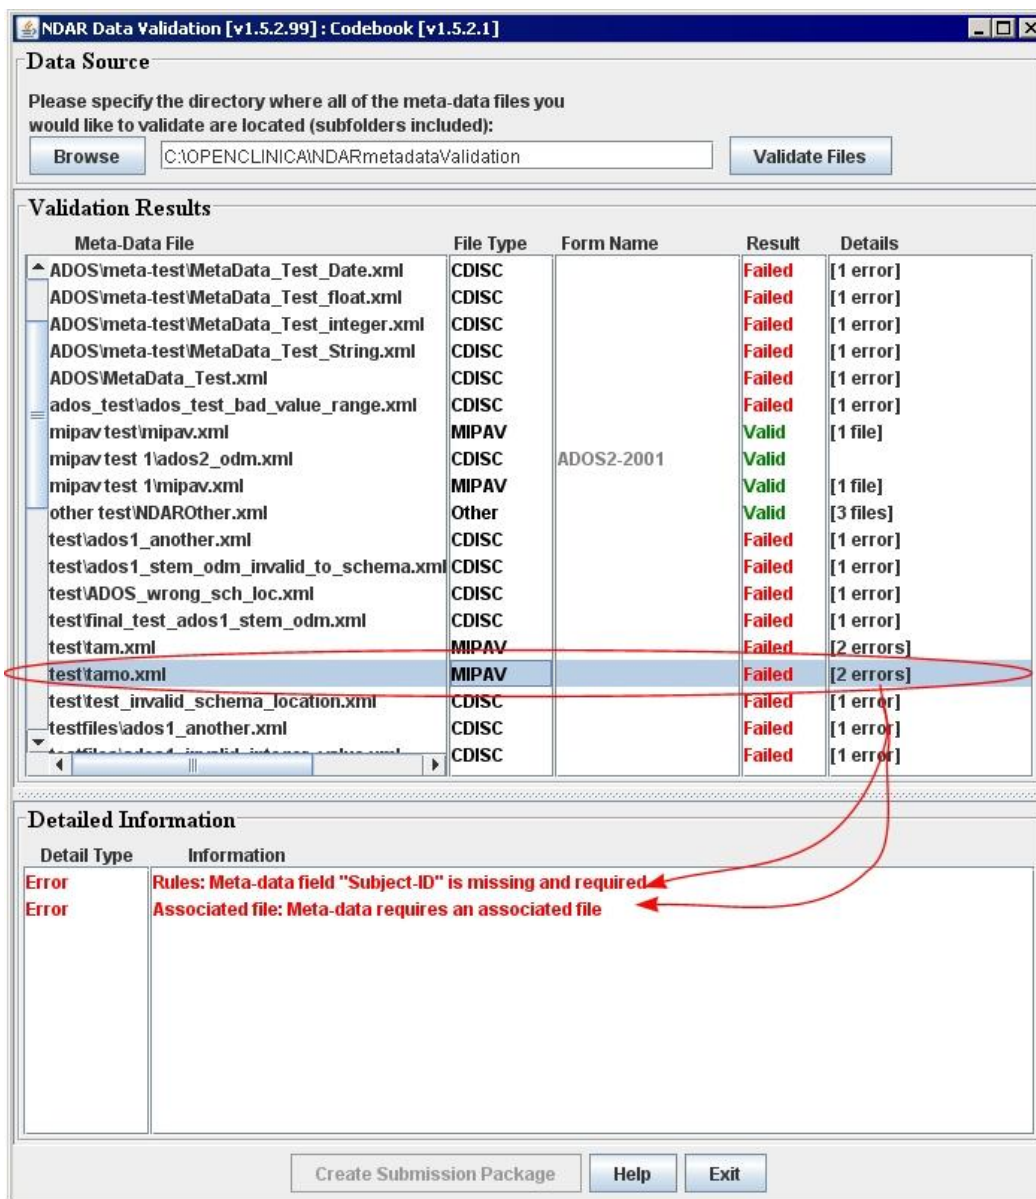 NDAR Data Validation [v1.5.2.99] : Codebook [v1.5.2.1]
Data Source
Please specify the directory where all of the meta-data files you
would like to validate are located (subfolders included):
Browse C:\OPENCLINICA\NDARmetadataValidation Validate Files
Validation Results
Meta-Data File File Type Form Name Result Details
ADOS\meta-test\MetaData_Test_Date.xml CDISC Failed [1 error]
ADOS\meta-test\MetaData_Test_float.xml CDISC Failed [1 error]
ADOS\meta-test\MetaData_Test_integer.xml CDISC Failed [1 error]
ADOS\meta-test\MetaData_Test_String.xml CDISC Failed [1 error]
ADOS\MetaData_Test.xml CDISC Failed [1 error]
ados_test\ados_test_bad_value_range.xml CDISC Failed [1 error]
mipav test\mipav.xml MIPAV Valid [1 file]
mipav test 1\ados2_odm.xml CDISC ADOS2-2001 Valid
mipav test 1\mipav.xml MIPAV Valid [1 file]
other test\NDAROther.xml Other Valid [3 files]
test\ados1_another.xml CDISC Failed [1 error]
test\ados1_stem_odm_invalid_to_schema.xml CDISC Failed [1 error]
test\ADOS_wrong_sch_loc.xml CDISC Failed [1 error]
test\final_test_ados1_stem_odm.xml CDISC Failed [1 error]
test\tam.xml MIPAV Failed [2 errors]
test\tamo.xml MIPAV Failed [2 errors]
test\test_invalid_schema_location.xml CDISC Failed [1 error]
testfiles\ados1_another.xml CDISC Failed [1 error]
CDISC Failed [1 error]
Detailed Information
Detail Type Information
Error Rules: Meta-data field "Subject-ID" is missing and required
Error Associated file: Meta-data requires an associated file
Create Submission Package Help Exit